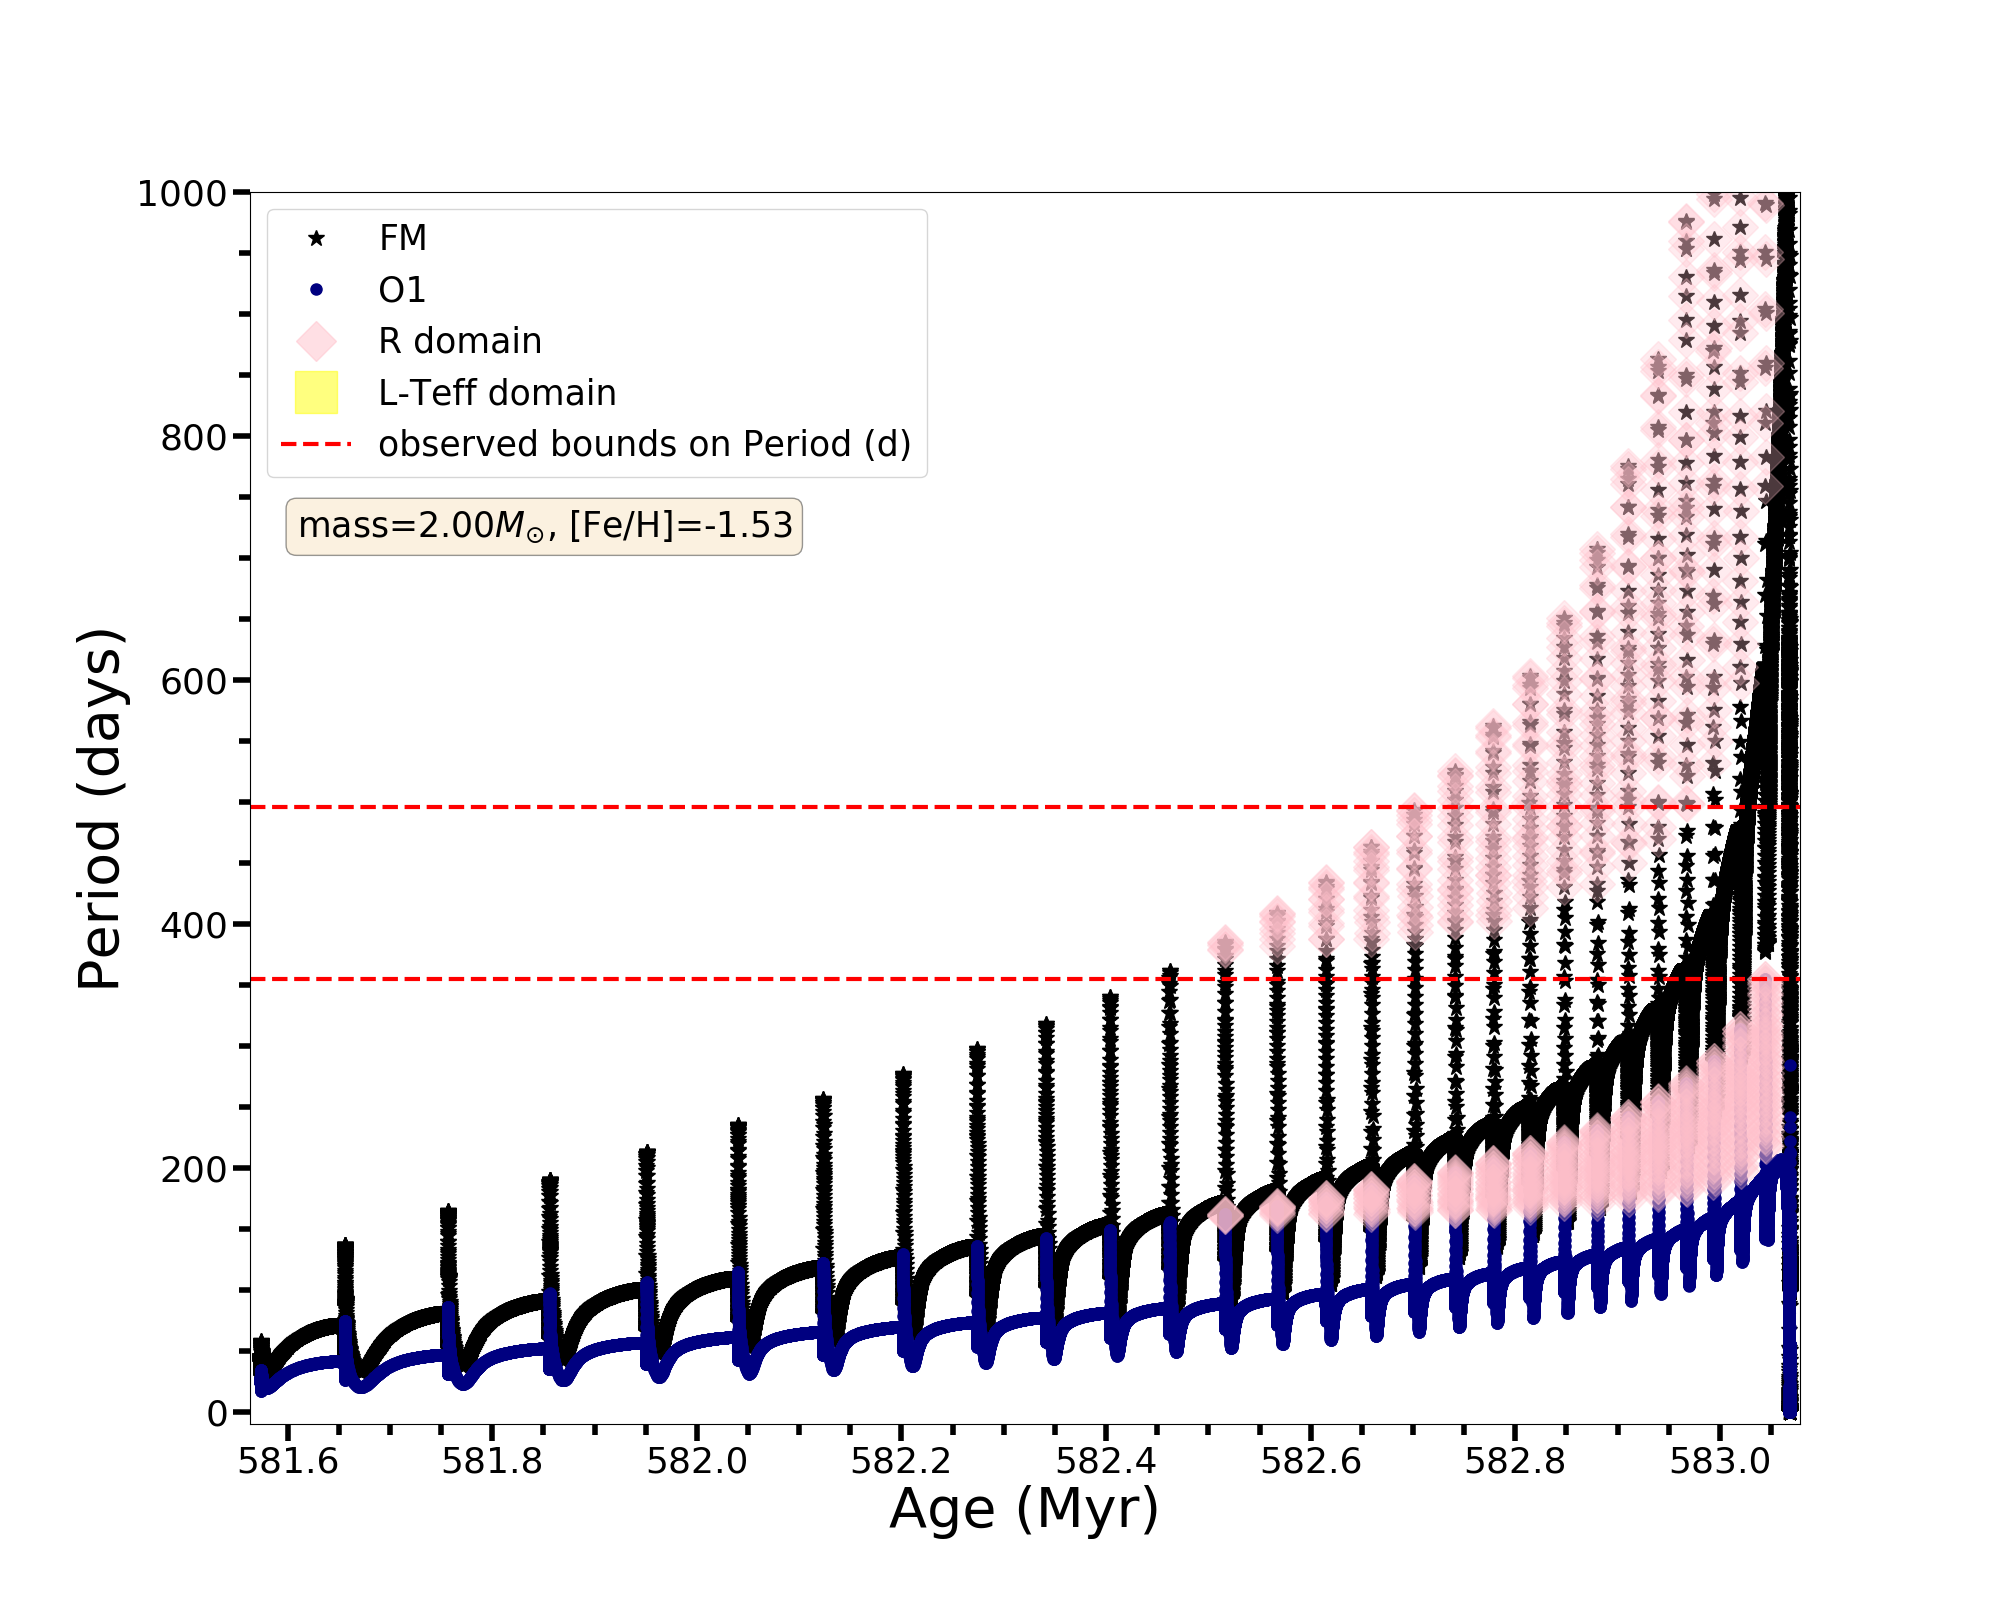 1000
800
600
400
200
0
Period (days)
FM
O1
R domain
L-Teff domain
observed bounds on Period (d)
mass=2.00M☉, [Fe/H]=-1.53
581.6 581.8 582.0 582.2 582.4 582.6 582.8 583.0
Age (Myr)